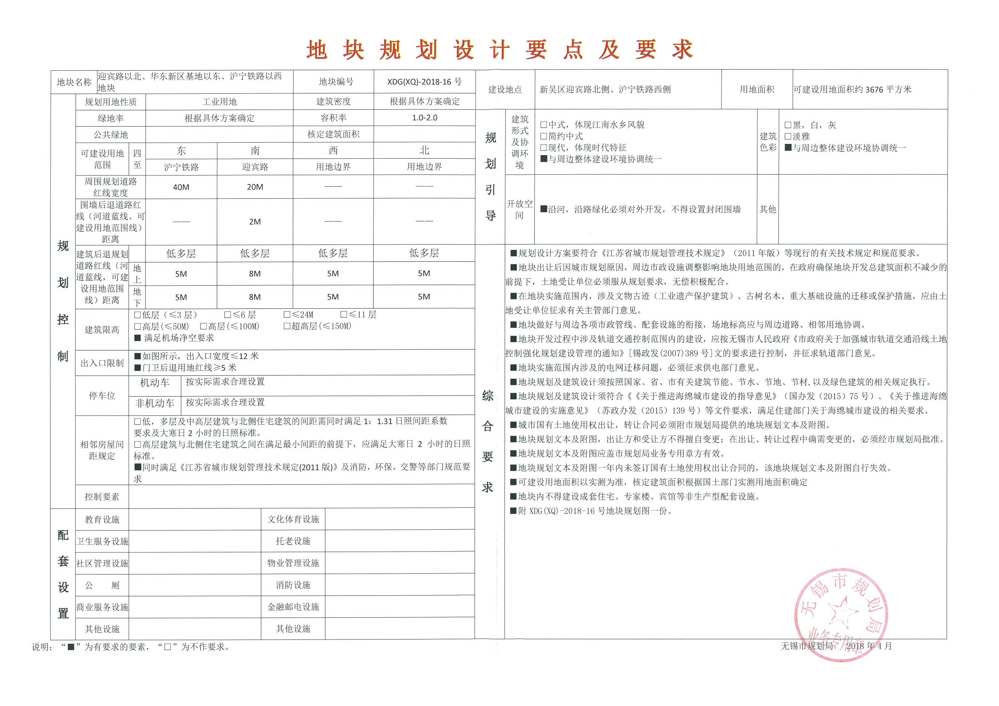 地块规划设计要点及要求
地块名称
迎宾路以北、华东新区基地以东、沪宁铁路以西
地块
地块编号
XDG(XQ)-2018-16 号
建设地点
新吴区迎宾路北侧、沪宁铁路西侧
用地面积
可建设用地面积约 3676 平方米
规划控制
规划用地性质
工业用地
建筑密度
根据具体方案确定
绿地率
根据具体方案确定
容积率
1.0-2.0
公共绿地
核定建筑面积
可建设用地
范围
四
至
东
南
西
北
沪宁铁路
迎宾路
用地边界
用地边界
周围规划道路
红线宽度
40M
20M
——
——
围墙后退道路红
线（河道蓝线、可
建设用地范围线）
距离
——
2M
——
——
建筑后退规划
道路红线（河
道蓝线，可建
设用地范围
线）距离
低多层
低多层
低多层
低多层
地
上
5M
8M
5M
5M
地
下
5M
8M
5M
5M
建筑限高
□低层（≤3 层） □≤6 层 □≤24M □≤11 层
□高层(≤50M) □高层(≤100M) □超高层(≤150M)
■ 满足机场净空要求
出入口限制
■如图所示，出入口宽度≤12 米
■门卫后退用地红线≥5 米
停车位
机动车
按实际需求合理设置
非机动车
按实际需求合理设置
相邻房屋间
距规定
□低，多层及中高层建筑与北侧住宅建筑的间距需同时满足 1：1.31 日照间距系数
要求及大寒日 2 小时的日照标准。
□高层建筑与北侧住宅建筑之间在满足最小间距的前提下，应满足大寒日 2 小时的日照
标准。
■同时满足《江苏省城市规划管理技术规定(2011 版)》及消防，环保，交警等部门规范要
求
控制要素
配套设置
教育设施
文化体育设施
卫生服务设施
托老设施
社区管理设施
物业管理设施
公 厕
消防设施
商业服务设施
金融邮电设施
其他设施
其他设施
规划引导
建筑
形式
及协
调环
境
□中式，体现江南水乡风貌
□简约中式
□现代，体现时代特征
■与周边整体建设环境协调统一
建筑
色彩
□黑，白，灰
□淡雅
■与周边整体建设环境协调统一
开放空
间
■沿河，沿路绿化必须对外开发，不得设置封闭围墙
其他
综合要求
■规划设计方案要符合《江苏省城市规划管理技术规定》（2011 年版）等现行的有关技术规定和规范要求。
■地块出让后因城市规划原因，周边市政设施调整影响地块用地范围的，在政府确保地块开发总建筑面积不减少的
前提下，土地受让单位必须服从规划要求，无偿积极配合。
■在地块实施范围内，涉及文物古迹（工业遗产保护建筑）、古树名木、重大基础设施的迁移或保护措施，应由土
地受让单位征求有关主管部门意见。
■地块做好与周边各项市政管线、配套设施的衔接，场地标高应与周边道路、相邻用地协调。
■地块开发过程中涉及轨道交通控制范围内的建设，应按无锡市人民政府《市政府关于加强城市轨道交通沿线土地
控制强化规划建设管理的通知》[锡政发(2007)389 号]文的要求进行控制，并征求轨道部门意见。
■地块实施范围内涉及的电网迁移问题，必须征求供电部门意见。
■地块规划及建筑设计须按照国家、省、市有关建筑节能、节水、节地、节材,以及绿色建筑的相关规定执行。
■地块规划及建筑设计须符合《《关于推进海绵城市建设的指导意见》（国办发（2015）75 号）、《关于推进海绵
城市建设的实施意见》（苏政办发（2015）139 号）等文件要求，满足住建部门关于海绵城市建设的相关要求。
■城市国有土地使用权出让，转让合同必须附市规划局提供的地块规划文本及附图。
■地块规划文本及附图，出让方和受让方不得擅自变更；在出让、转让过程中确需变更的，必须经市规划局批准。
■地块规划文本及附图应盖市规划局业务专用章方有效。
■地块规划文本及附图一年内未签订国有土地使用权出让合同的，该地块规划文本及附图自行失效。
■可建设用地面积以实测为准，核定建筑面积根据国土部门实测用地面积确定
■地块内不得建设成套住宅、专家楼、宾馆等非生产型配套设施。
■附 XDG(XQ)-2018-16 号地块规划图一份。
无锡市规划局
业务专用章
说明：“■”为有要求的要素，“□”为不作要求。
无锡市规划局 2018 年 4 月